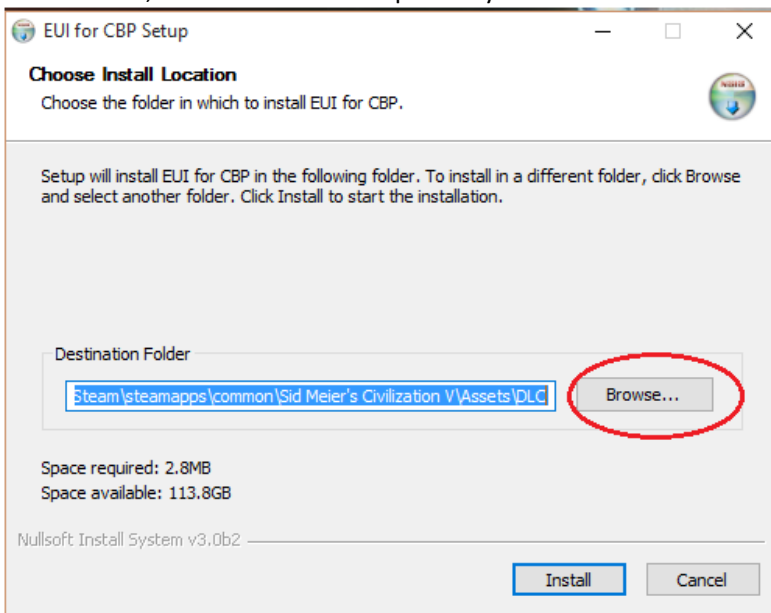 EUI for CBP Setup
Choose Install Location
Choose the folder in which to install EUI for CBP.
Setup will install EUI for CBP in the following folder. To install in a different folder, click Browse
and select another folder. Click Install to start the installation.
Destination Folder
Steam\steamapps\common\Sid Meier's Civilization V\Assets\DLC
Browse...
Space required: 2.8MB
Space available: 113.8GB
Nullsoft Install System v3.0b2
Install
Cancel